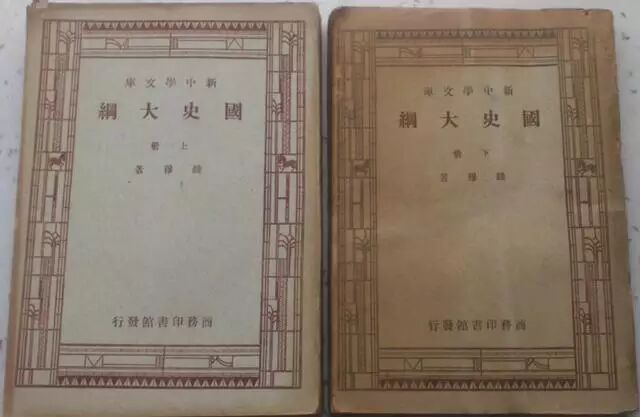 新中學文庫
國史大綱
上冊
錢穆著
商務印書館發行
新中學文庫
國史大綱
下冊
錢穆著
商務印書館發行